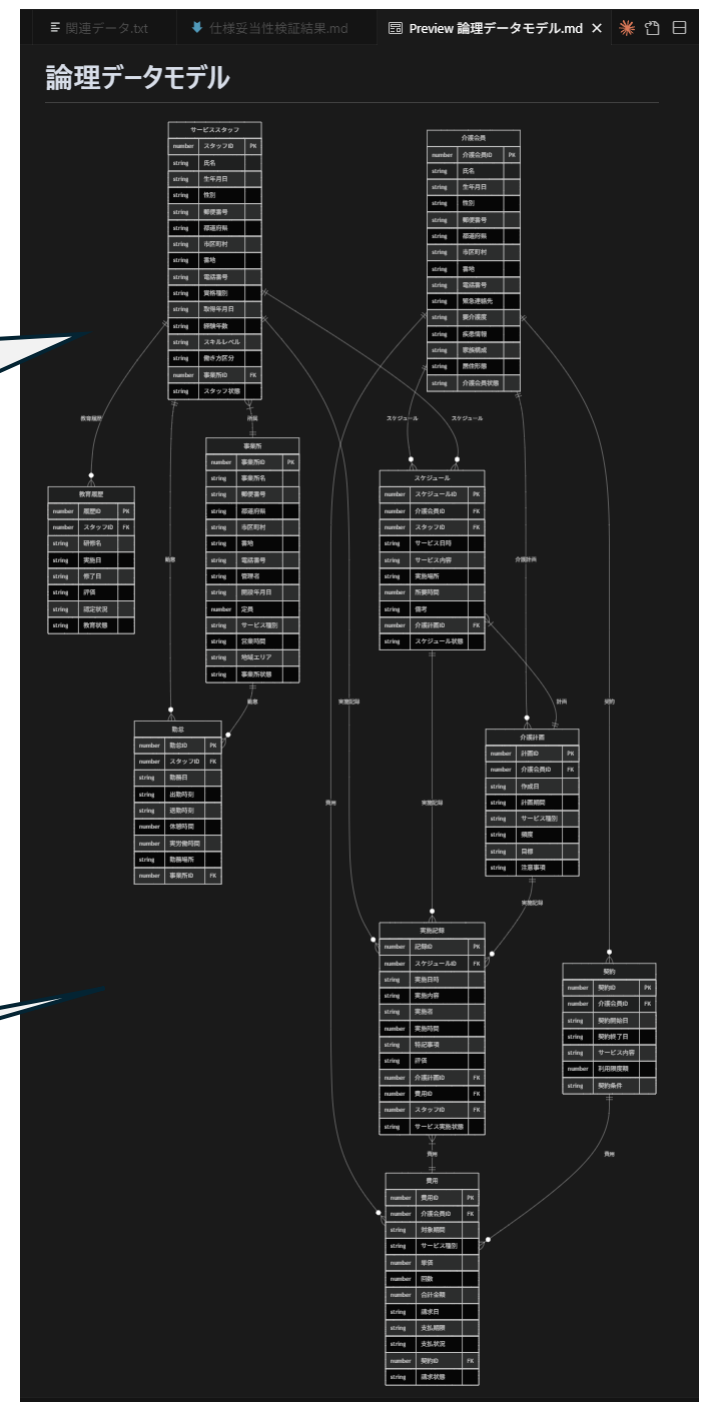 関連データ.txt
仕様妥当性検証結果.md
Preview 論理データモデル.md
論理データモデル
サービススタッフ
number スタッフID PK
string 氏名
string 生年月日
string 性別
string 郵便番号
string 都道府県
string 市区町村
string 番地
string 電話番号
string 資格種別
string 取得年月日
string 経験年数
string スキルレベル
string 働き方区分
number 事業所ID FK
string スタッフ状態
介護会員
number 介護会員ID PK
string 氏名
string 生年月日
string 性別
string 郵便番号
string 都道府県
string 市区町村
string 番地
string 電話番号
string 緊急連絡先
string 要介護度
string 疾患情報
string 家族構成
string 居住形態
string 介護会員状態
教育履歴
所属
スケジュール
スケジュール
事業所
number 事業所ID PK
string 事業所名
string 郵便番号
string 都道府県
string 市区町村
string 番地
string 電話番号
string 管理者
string 開設年月日
number 定員
string サービス種別
string 営業時間
string 地域エリア
string 事業所状態
スケジュール
number スケジュールID PK
number 介護会員ID FK
number スタッフID FK
string サービス日時
string サービス内容
string 実施場所
number 所要時間
string 備考
number 介護計画ID FK
string スケジュール状態
教育履歴
number 履歴ID PK
number スタッフID FK
string 研修名
string 実施日
string 修了日
string 評価
string 認定状況
string 教育状態
勤怠
介護計画
勤怠
実施記録
計画
契約
勤怠
number 勤怠ID PK
number スタッフID FK
string 勤務日
string 出勤時刻
string 退勤時刻
number 休憩時間
number 実労働時間
string 勤務場所
number 事業所ID FK
介護計画
number 計画ID PK
number 介護会員ID FK
string 作成日
string 計画期間
string サービス種別
string 頻度
string 目標
string 注意事項
費用
実施記録
実施記録
実施記録
number 記録ID PK
number スケジュールID FK
string 実施日時
string 実施内容
string 実施者
number 実施時間
string 特記事項
string 評価
number 介護計画ID FK
number 費用ID FK
number スタッフID FK
string サービス実施状態
契約
number 契約ID PK
number 介護会員ID FK
string 契約開始日
string 契約終了日
string サービス内容
number 利用限度額
string 契約条件
費用
費用
費用
number 費用ID PK
number 介護会員ID FK
string 対象期間
string サービス種別
number 単価
number 回数
number 合計金額
string 請求日
string 支払期限
string 支払状況
number 契約ID FK
string 請求状態